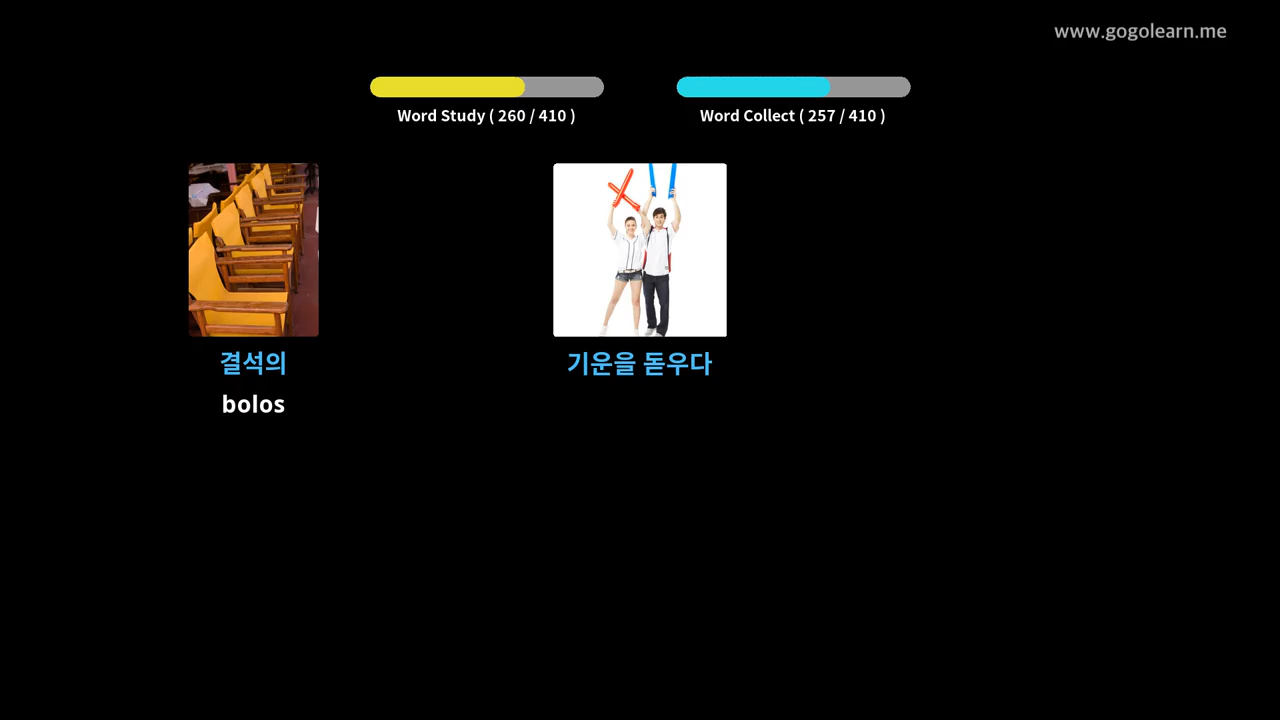 www.gogolearn.me
Word Study ( 260 / 410 )
Word Collect ( 257 / 410 )
결석의
bolos
기운을 돋우다